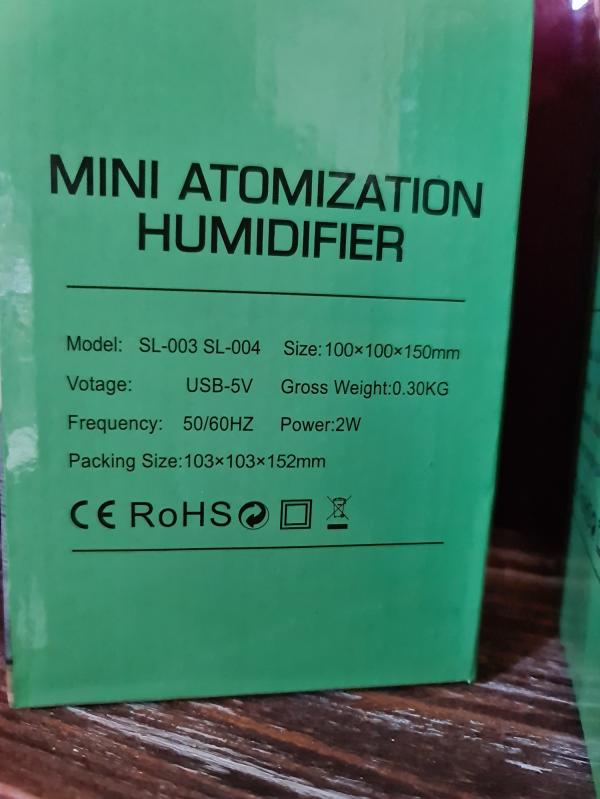 MINI ATOMIZATION
HUMIDIFIER
Model: SL-003 SL-004 Size:100×100×150mm
Votage: USB-5V Gross Weight:0.30KG
Frequency: 50/60HZ Power:2W
Packing Size:103×103×152mm
CE RoHS